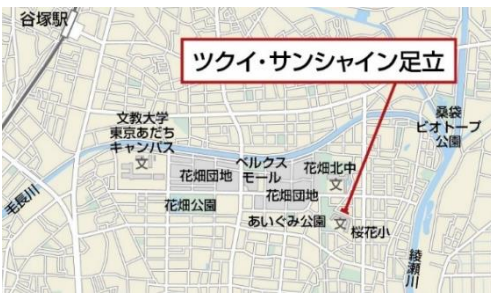 谷塚駅
ツクイ・サンシャイン足立
桑袋
ビオトープ
公園
文教大学
東京あだち
キャンパス
文
ベルクス
モール
花畑北中
文
花畑団地
花畑団地
毛長川
花畑公園
あいぐみ公園
文
桜花小
綾瀬川